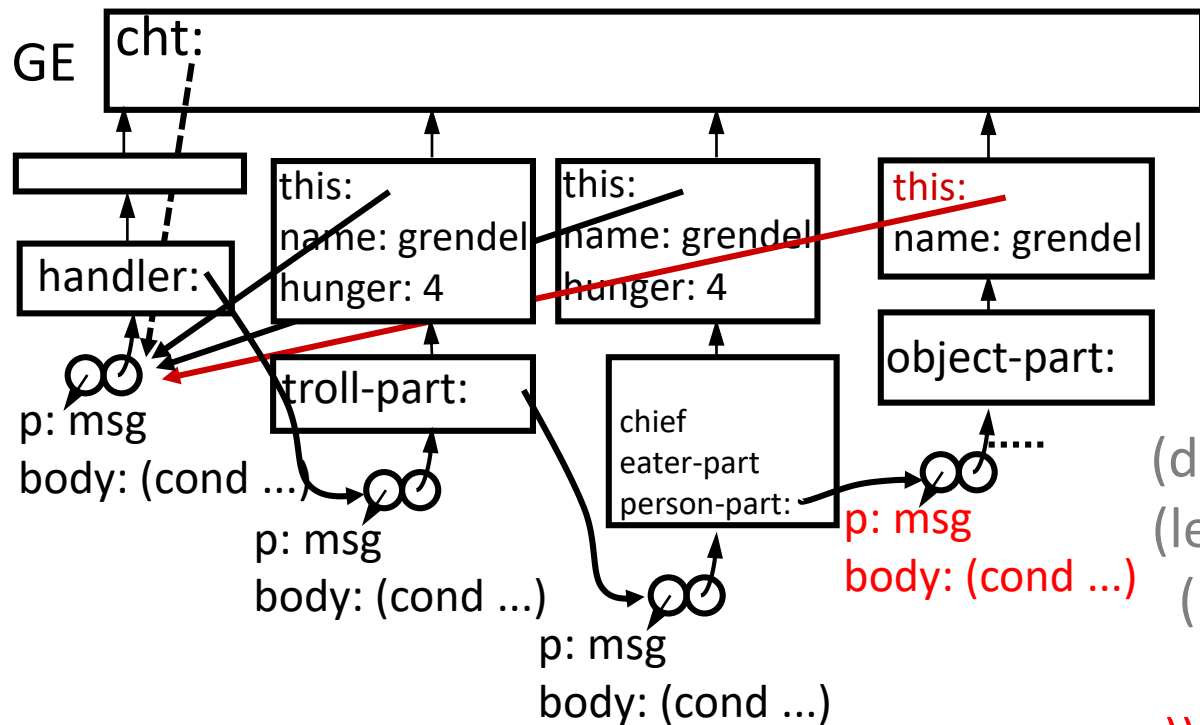 GE
cht:
this:
name: grendel
hunger: 4
this:
name: grendel
hunger: 4
this:
name: grendel
handler:
troll-part:
chief
eater-part
person-part:
object-part:
p: msg
body: (cond ...)
p: msg
body: (cond ...)
p: msg
body: (cond ...)
p: msg
body: (cond ...)
(d
(le
(